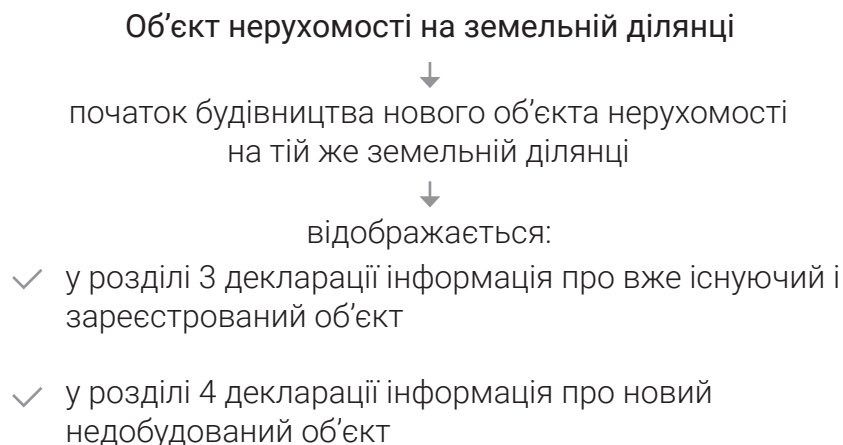 Об’єкт нерухомості на земельній ділянці
початок будівництва нового об’єкта нерухомості
на тій же земельній ділянці
відображається:
у розділі 3 декларації інформація про вже існуючий і
зареєстрований об’єкт
у розділі 4 декларації інформація про новий
недобудований об’єкт